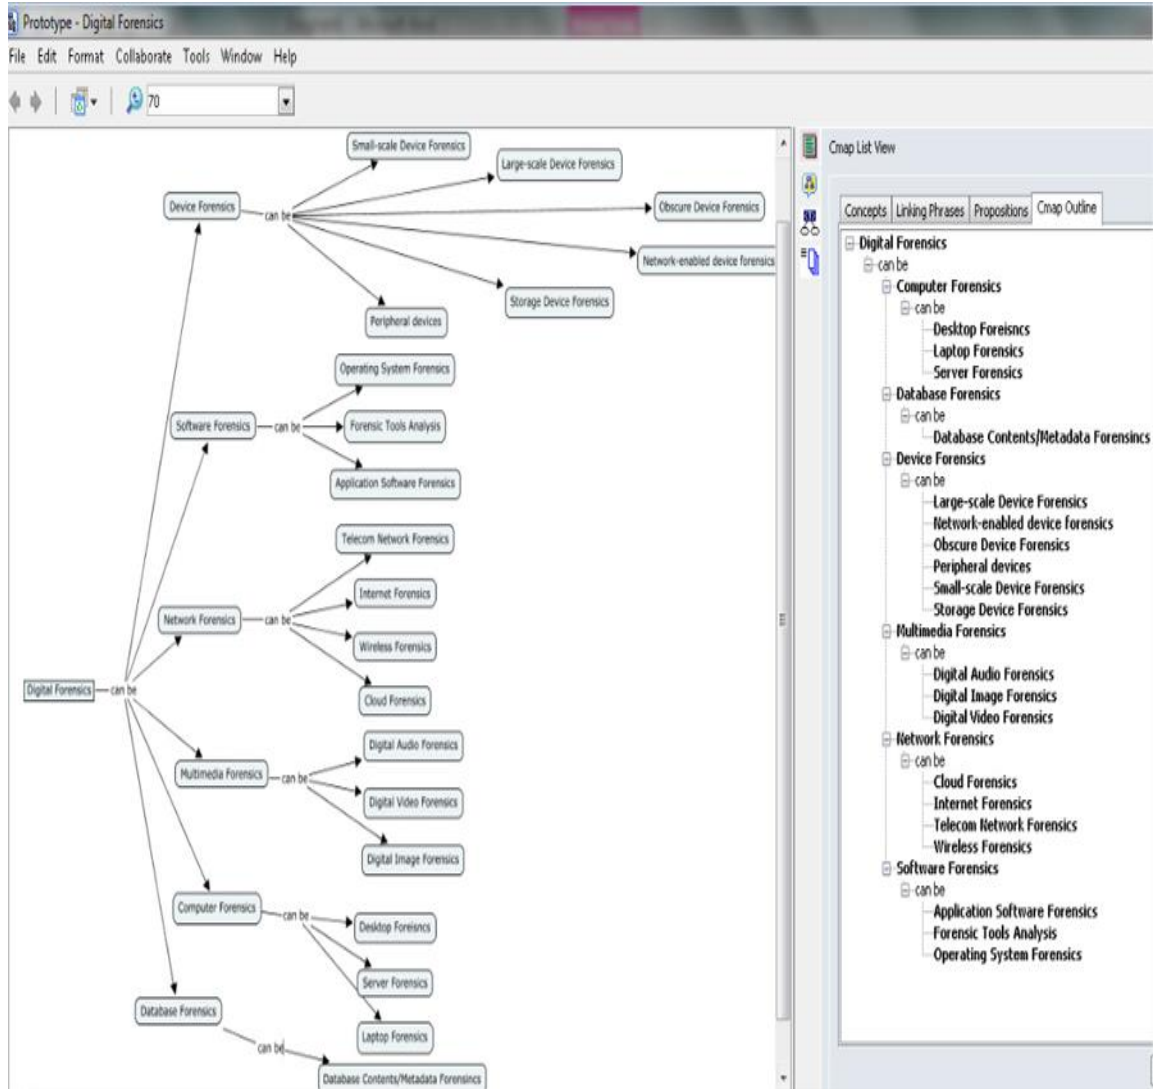 Prototype - Digital Forensics
File Edit Format Collaborate Tools Window Help
70
Small-scale Device Forensics
Large-scale Device Forensics
Device Forensics
can be
Obscure Device Forensics
Network-enabled device forensics
Storage Device Forensics
Peripheral devices
Operating System Forensics
Software Forensics
can be
Forensic Tools Analysis
Application Software Forensics
Telecom Network Forensics
Internet Forensics
Network Forensics
can be
Wireless Forensics
Digital Forensics
can be
Cloud Forensics
Digital Audio Forensics
Multimedia Forensics
can be
Digital Video Forensics
Digital Image Forensics
Computer Forensics
can be
Desktop Foreisncs
Server Forensics
Database Forensics
Laptop Forensics
can be
Database Contents/Metadata Forensincs
Cmap List View
Concepts Linking Phrases Propositions Cmap Outline
Digital Forensics
can be
Computer Forensics
can be
Desktop Foreisncs
Laptop Forensics
Server Forensics
Database Forensics
can be
Database Contents/Metadata Forensincs
Device Forensics
can be
Large-scale Device Forensics
Network-enabled device forensics
Obscure Device Forensics
Peripheral devices
Small-scale Device Forensics
Storage Device Forensics
Multimedia Forensics
can be
Digital Audio Forensics
Digital Image Forensics
Digital Video Forensics
Network Forensics
can be
Cloud Forensics
Internet Forensics
Telecom Network Forensics
Wireless Forensics
Software Forensics
can be
Application Software Forensics
Forensic Tools Analysis
Operating System Forensics